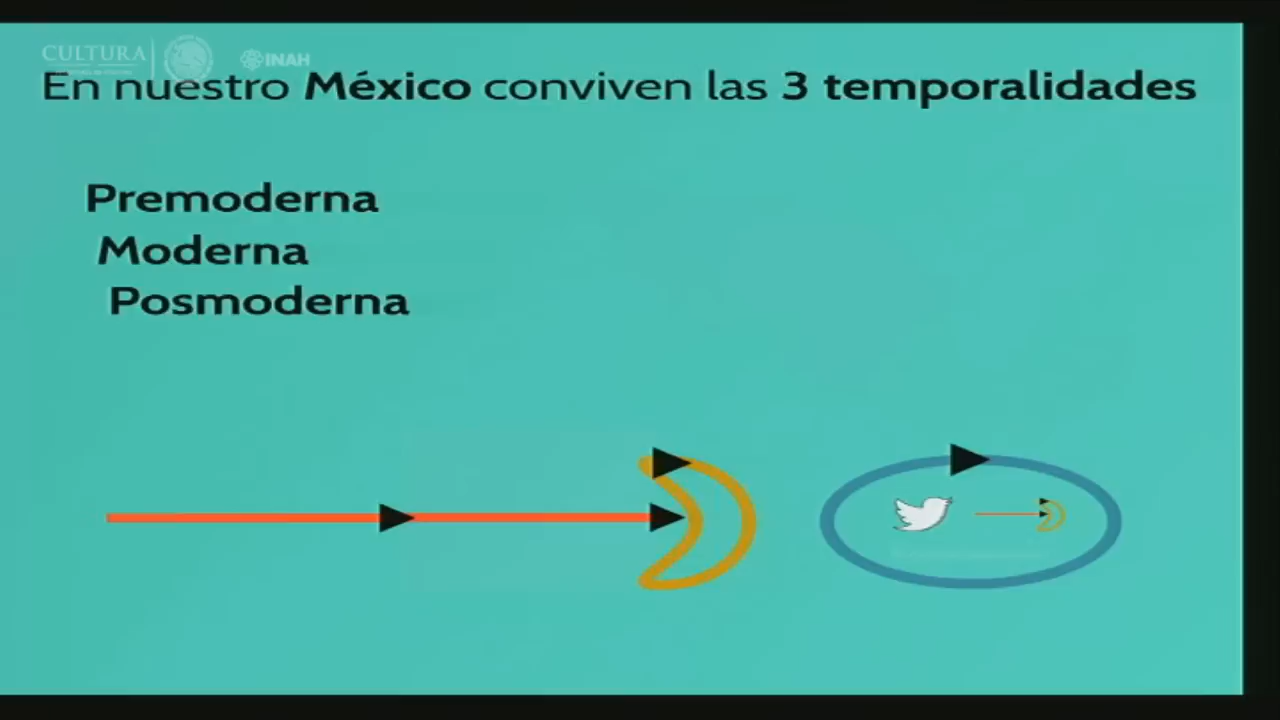 CULTURA
INAH
En nuestro México conviven las 3 temporalidades
Premoderna
Moderna
Posmoderna